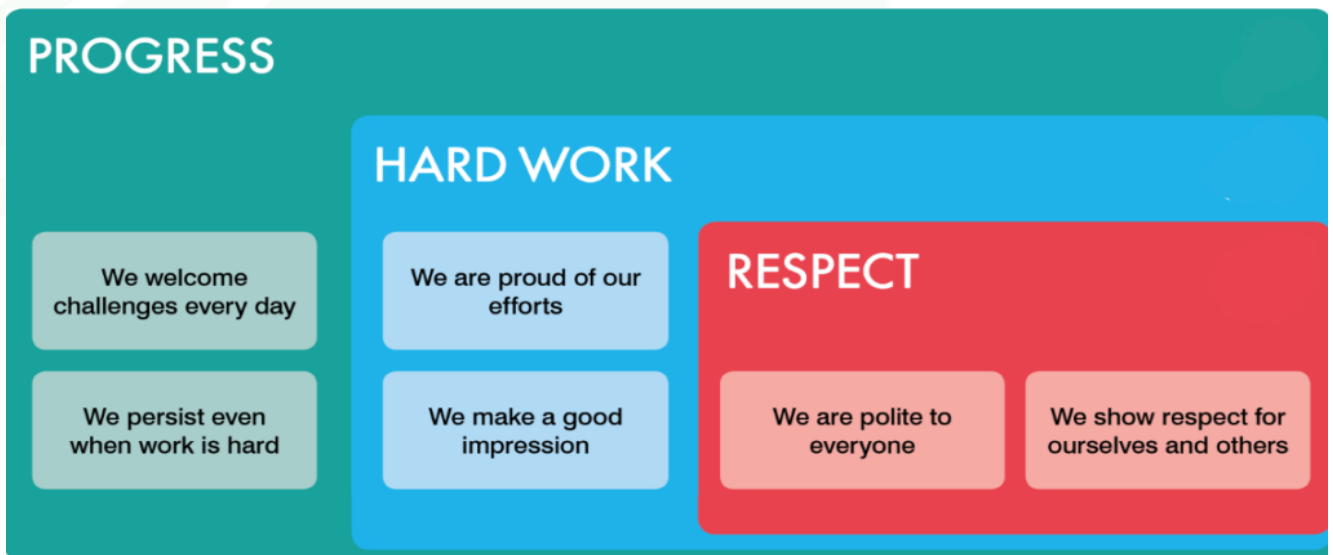 PROGRESS
We welcome
challenges every day
We persist even
when work is hard
HARD WORK
We are proud of our
efforts
We make a good
impression
RESPECT
We are polite to
everyone
We show respect for
ourselves and others